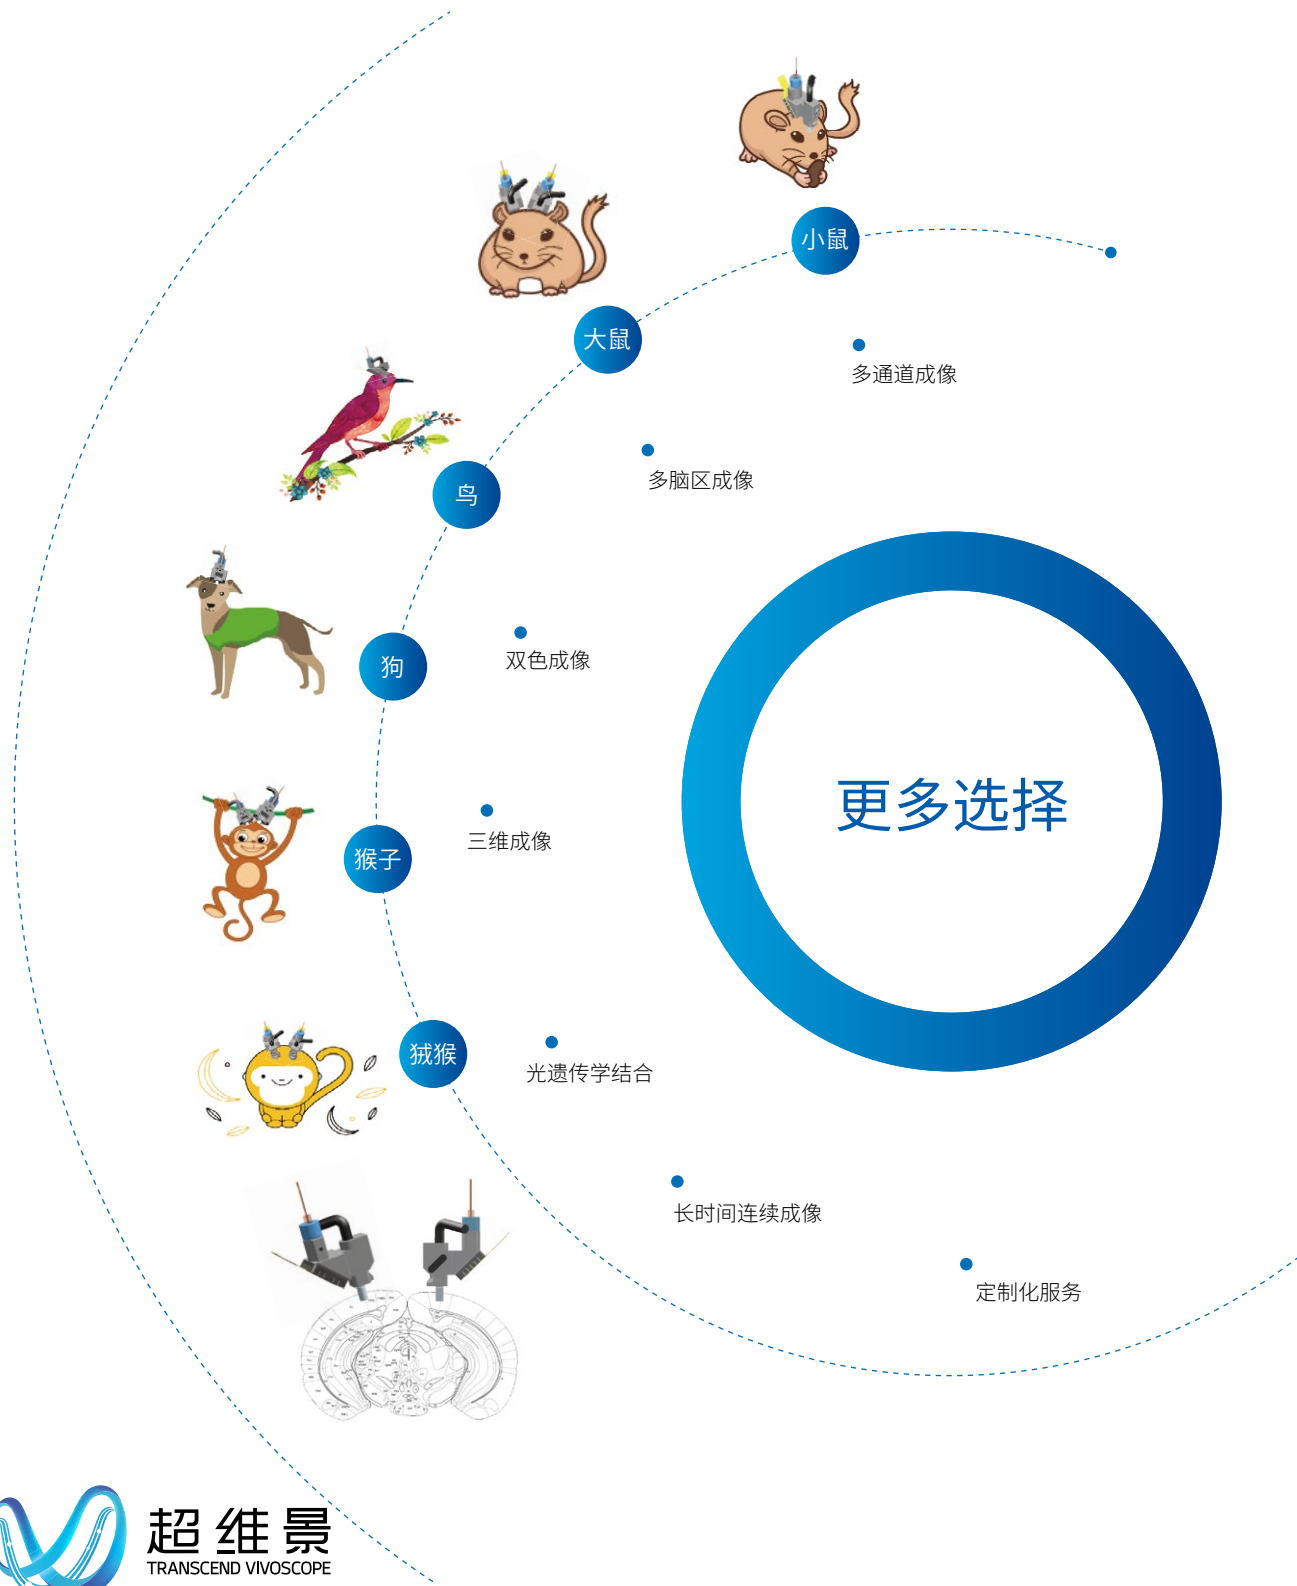 小鼠
大鼠
多通道成像
多脑区成像
鸟
双色成像
狗
更多选择
三维成像
猴子
狨猴
光遗传学结合
长时间连续成像
定制化服务
超维景
TRANSCEND VIVOSCOPE